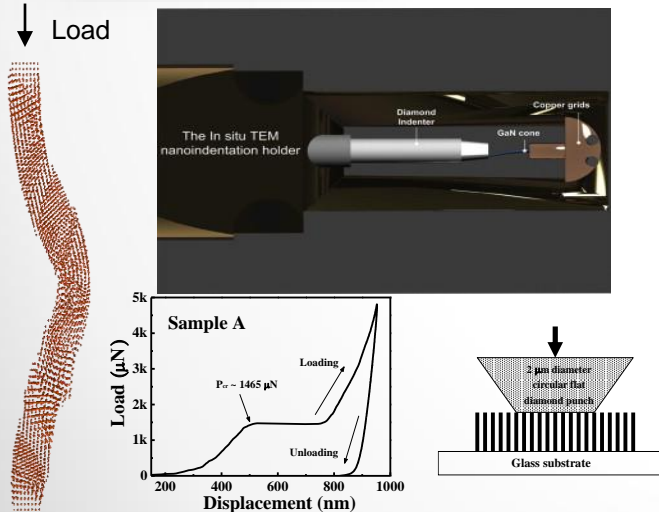 Load
The In situ TEM
nanoindentation holder
Diamond
Indenter
GaN cone
Copper grids
Sample A
Pcr ~ 1465 μN
Loading
Unloading
Load (μN)
5k
4k
3k
2k
1k
0
200
400
600
800
1000
Displacement (nm)
2 μm diameter
circular flat
diamond punch
Glass substrate